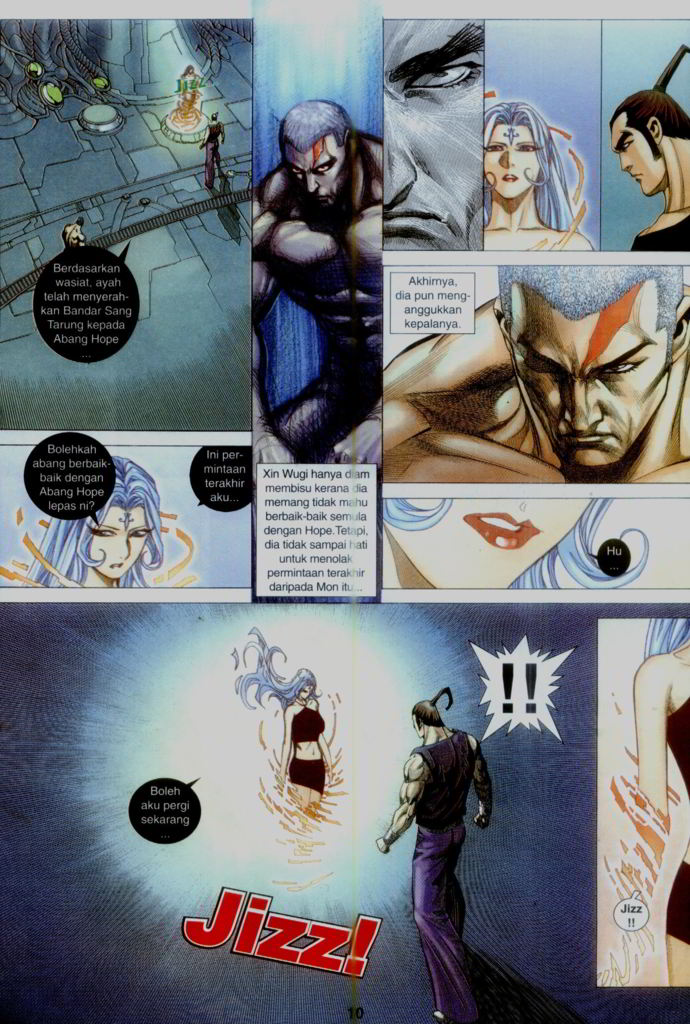 Jizz
Berdasarkan
wasiat, ayah
telah menyerah-
kan Bandar Sang
Tarung kepada
Abang Hope
...
Bolehkah
abang berbaik-
baik dengan
Abang Hope
lepas ni?
Ini per-
mintaan
terakhir
aku...
Xin Wugi hanya diam
membisu kerana dia
memang tidak mahu
berbaik-baik semula
dengan Hope.Tetapi,
dia tidak sampai hati
untuk menolak
permintaan terakhir
daripada Mon itu...
Akhirnya,
dia pun meng-
anggukkan
kepalanya.
Hu
...
!!
Boleh
aku pergi
sekarang
...
Jizz!
Jizz
!!
10